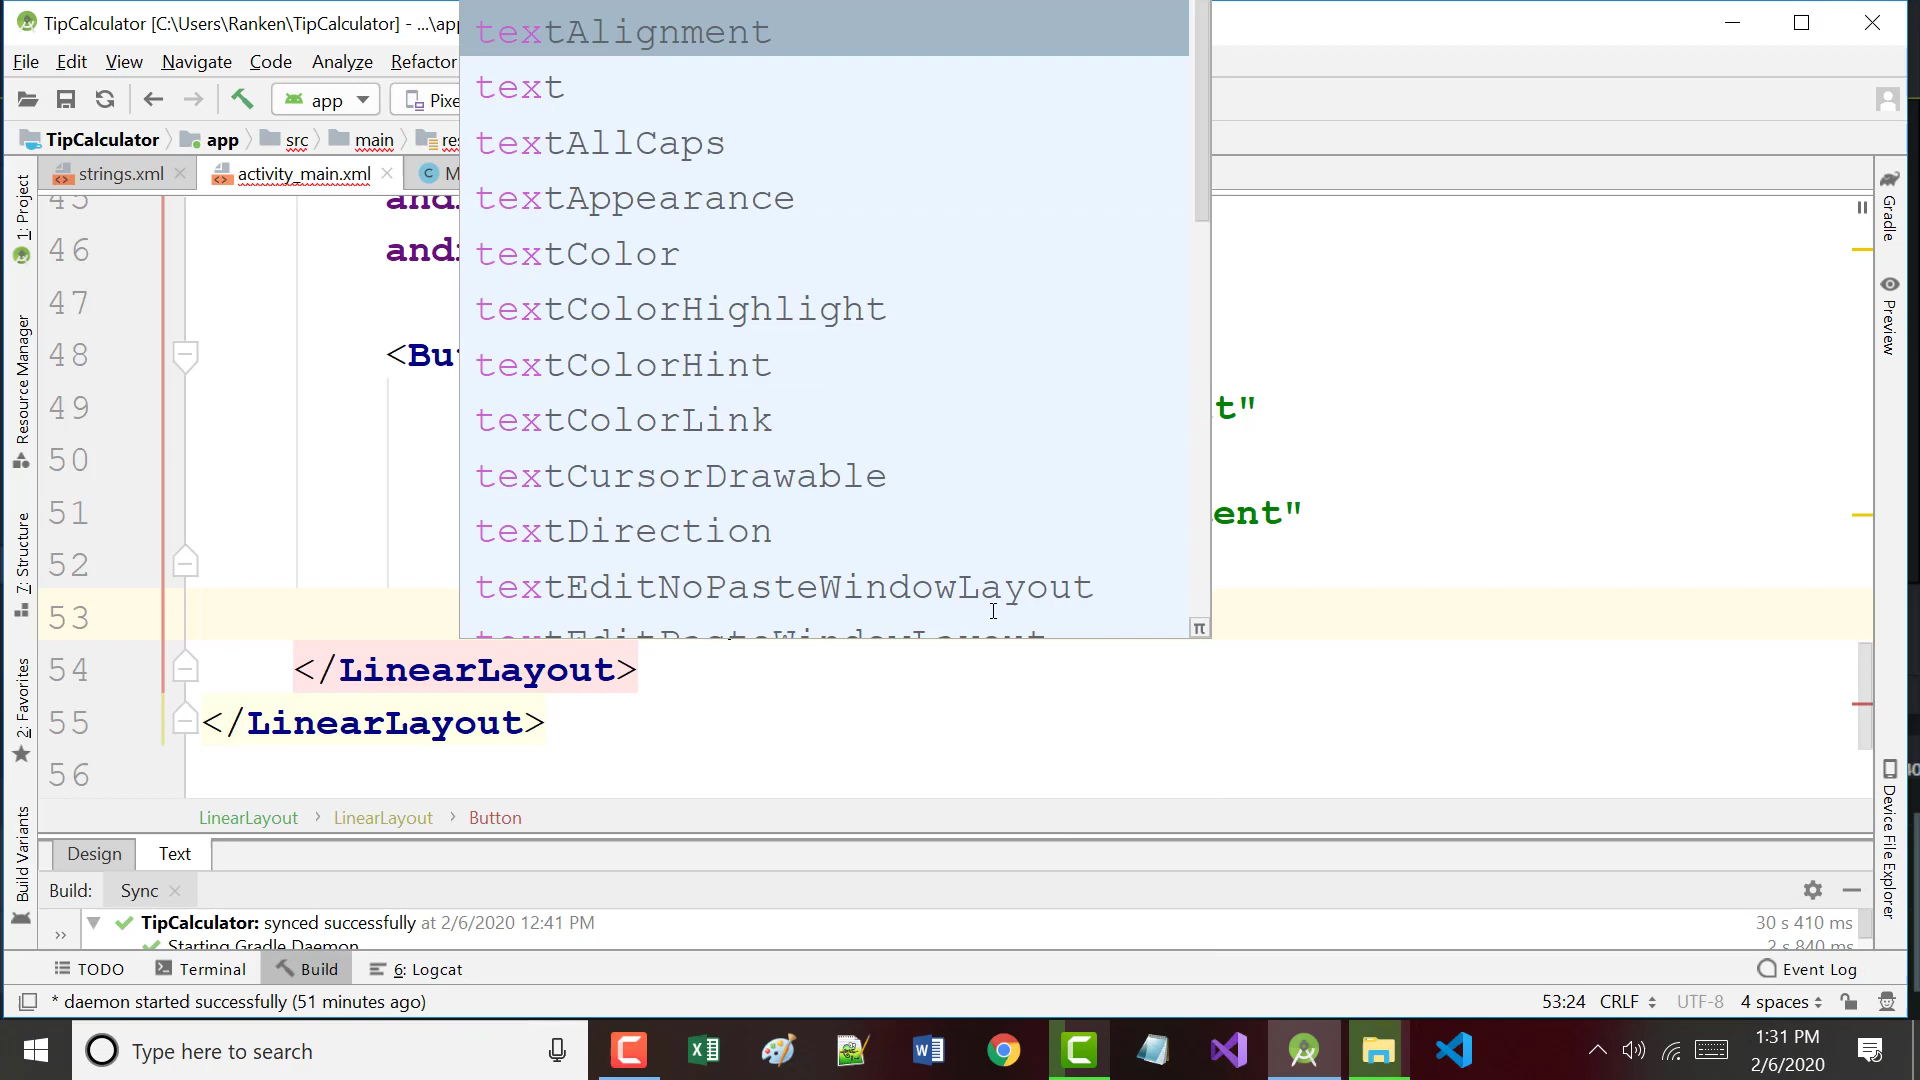 TipCalculator [C:\Users\Ranken\TipCalculator] - ...\app
File Edit View Navigate Code Analyze Refactor
app Pixe
TipCalculator app src main res
strings.xml activity_main.xml C M
textAlignment
text
textAllCaps
textAppearance
textColor
textColorHighlight
textColorHint
textColorLink
textCursorDrawable
textDirection
textEditNoPasteWindowLayout
textEditPasteWindowLayout
π
45 andr
46 andr
47
48 <But
49 t"
50
51 ent"
52
53
54 </LinearLayout>
55 </LinearLayout>
56
LinearLayout › LinearLayout › Button
Design Text
Build: Sync
TipCalculator: synced successfully at 2/6/2020 12:41 PM 30 s 410 ms
Starting Gradle Daemon 2 s 840 ms
TODO Terminal Build 6: Logcat Event Log
* daemon started successfully (51 minutes ago) 53:24 CRLF UTF-8 4 spaces
1: Project
Resource Manager
7: Structure
2: Favorites
Build Variants
Gradle
Preview
Device File Explorer
Type here to search
1:31 PM
2/6/2020